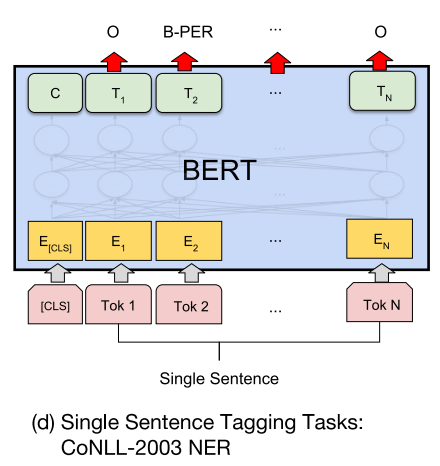 O B-PER ... O
C T1 T2 ... TN
...
BERT
...
E[CLS] E1 E2 ... EN
[CLS] Tok 1 Tok 2 ... Tok N
Single Sentence
(d) Single Sentence Tagging Tasks:
CoNLL-2003 NER